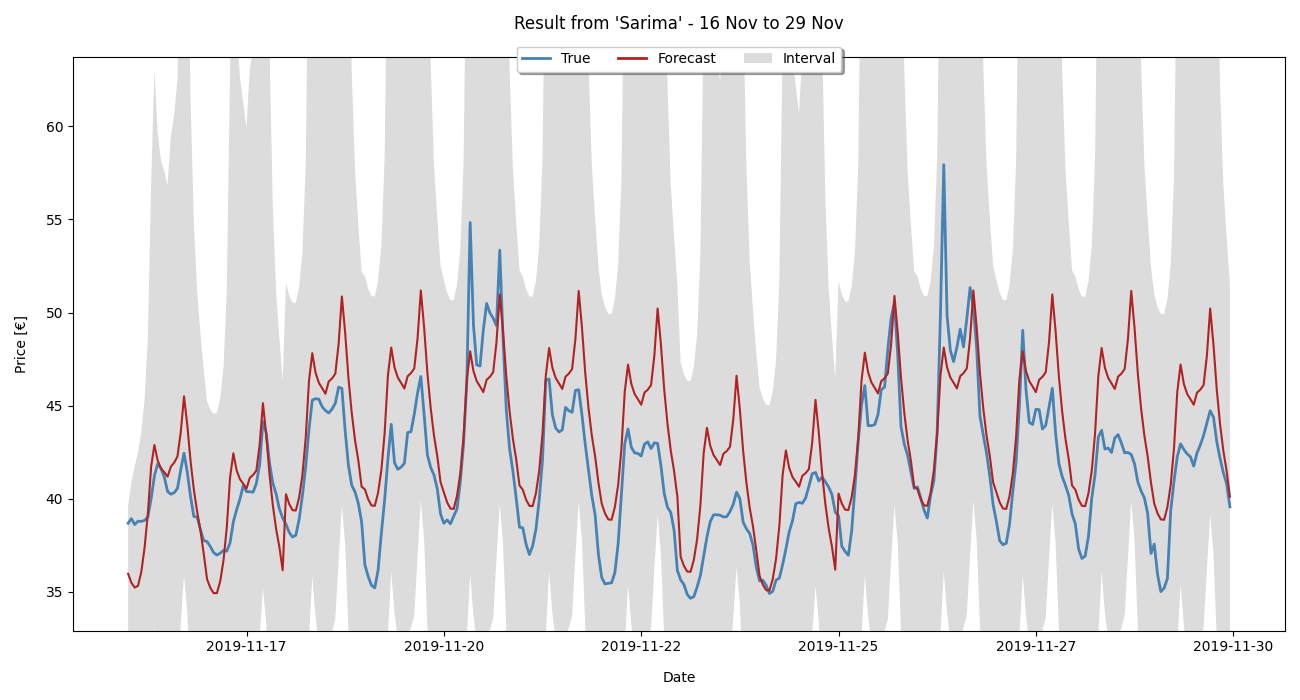 Result from 'Sarima' - 16 Nov to 29 Nov
True Forecast Interval
60
55
50
45
40
35
Price [€]
2019-11-17 2019-11-20 2019-11-22 2019-11-25 2019-11-27 2019-11-30
Date